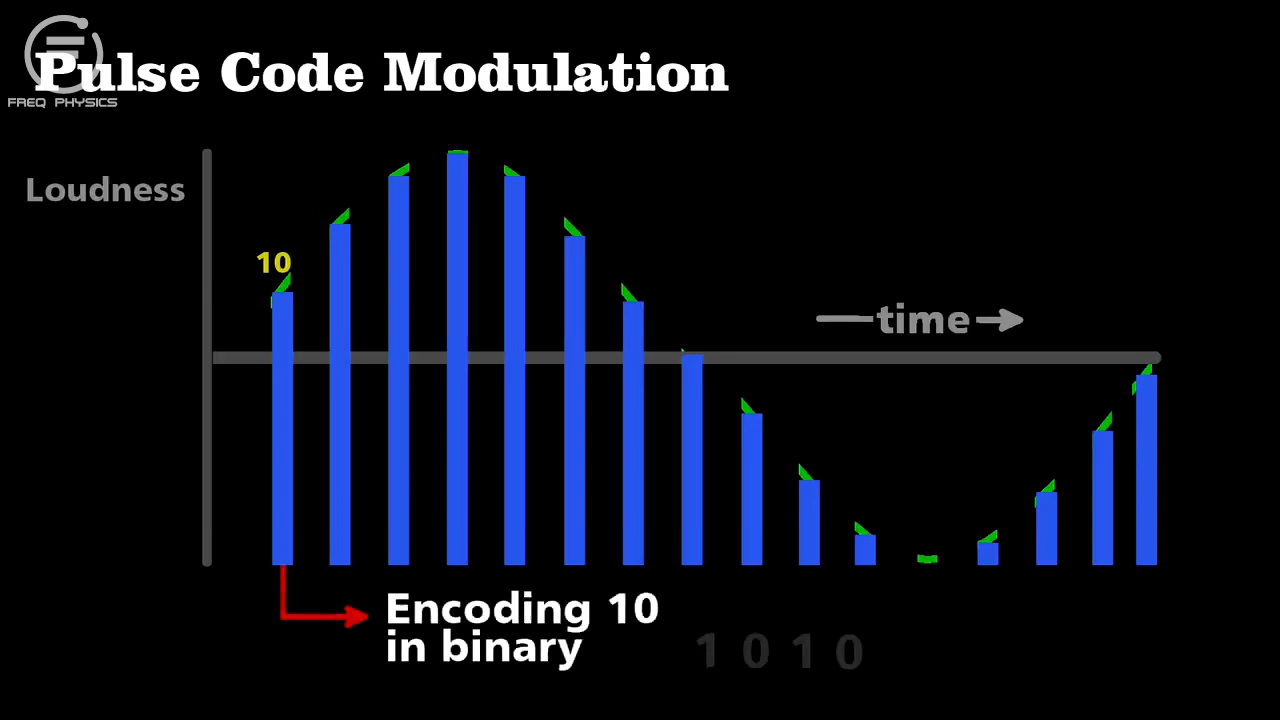 Pulse Code Modulation
FREQ PHYSICS
Loudness
10
time
Encoding 10
in binary
1 0 1 0